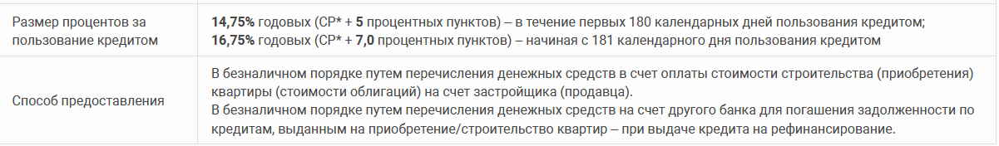 Размер процентов за
пользование кредитом
14,75% годовых (СР* + 5 процентных пунктов) – в течение первых 180 календарных дней пользования кредитом;
16,75% годовых (СР* + 7,0 процентных пунктов) – начиная с 181 календарного дня пользования кредитом
Способ предоставления
В безналичном порядке путем перечисления денежных средств в счет оплаты стоимости строительства (приобретения)
квартиры (стоимости облигаций) на счет застройщика (продавца).
В безналичном порядке путем перечисления денежных средств на счет другого банка для погашения задолженности по
кредитам, выданным на приобретение/строительство квартир – при выдаче кредита на рефинансирование.